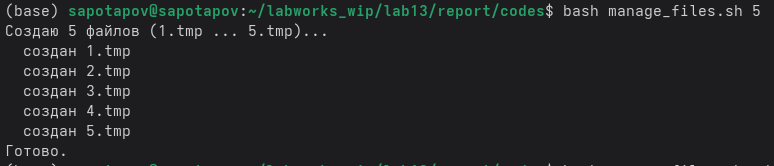 (base) sapotapov@sapotapov:~/labworks_wip/lab13/report/codes$ bash manage_files.sh 5
Создаю 5 файлов (1.tmp ... 5.tmp)...
  создан 1.tmp
  создан 2.tmp
  создан 3.tmp
  создан 4.tmp
  создан 5.tmp
Готово.